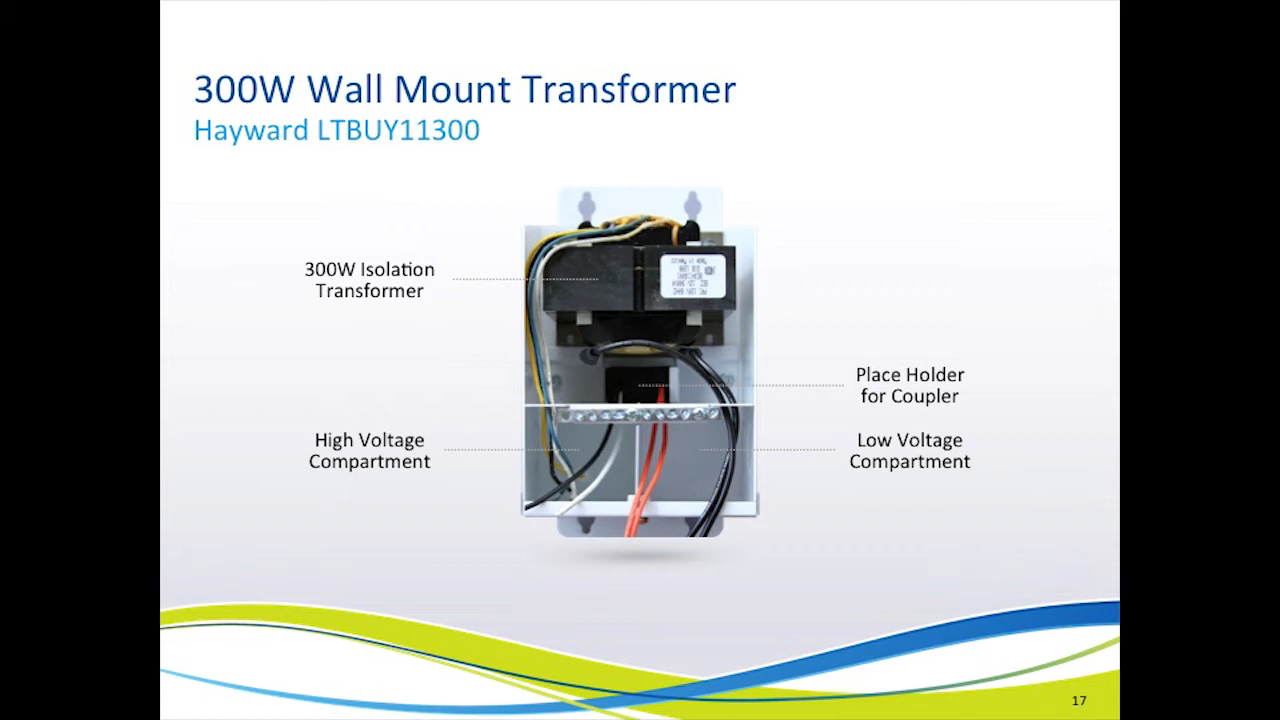 300W Wall Mount Transformer
Hayward LTBUY11300
300W Isolation
Transformer
Place Holder
for Coupler
High Voltage
Compartment
Low Voltage
Compartment
17